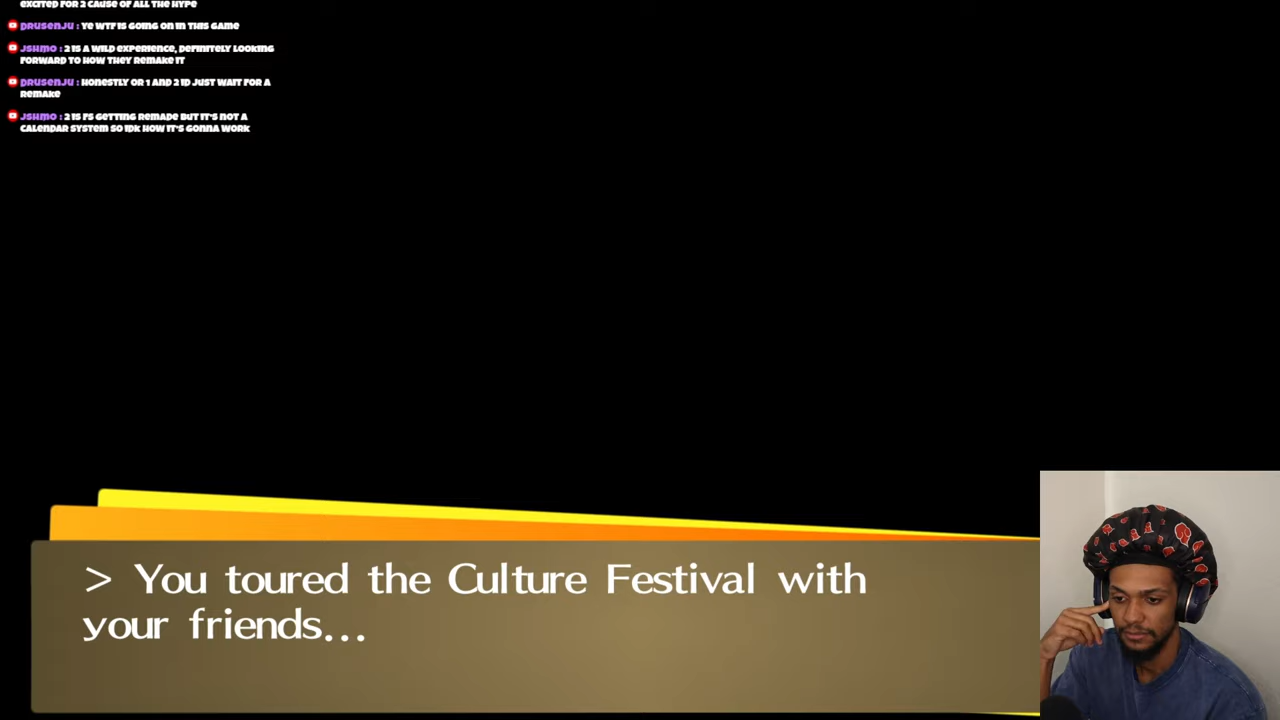 excited for 2 cause of all the hype
Drusenju : Ye wtf is going on in this game
Jshmo : 2 is a wild experience, definitely looking
forward to how they remake it
Drusenju : Honestly or 1 and 2 id just wait for a
remake
Jshmo : 2 is fs getting remade but it's not a
calendar system so idk how it's gonna work
> You toured the Culture Festival with
your friends...